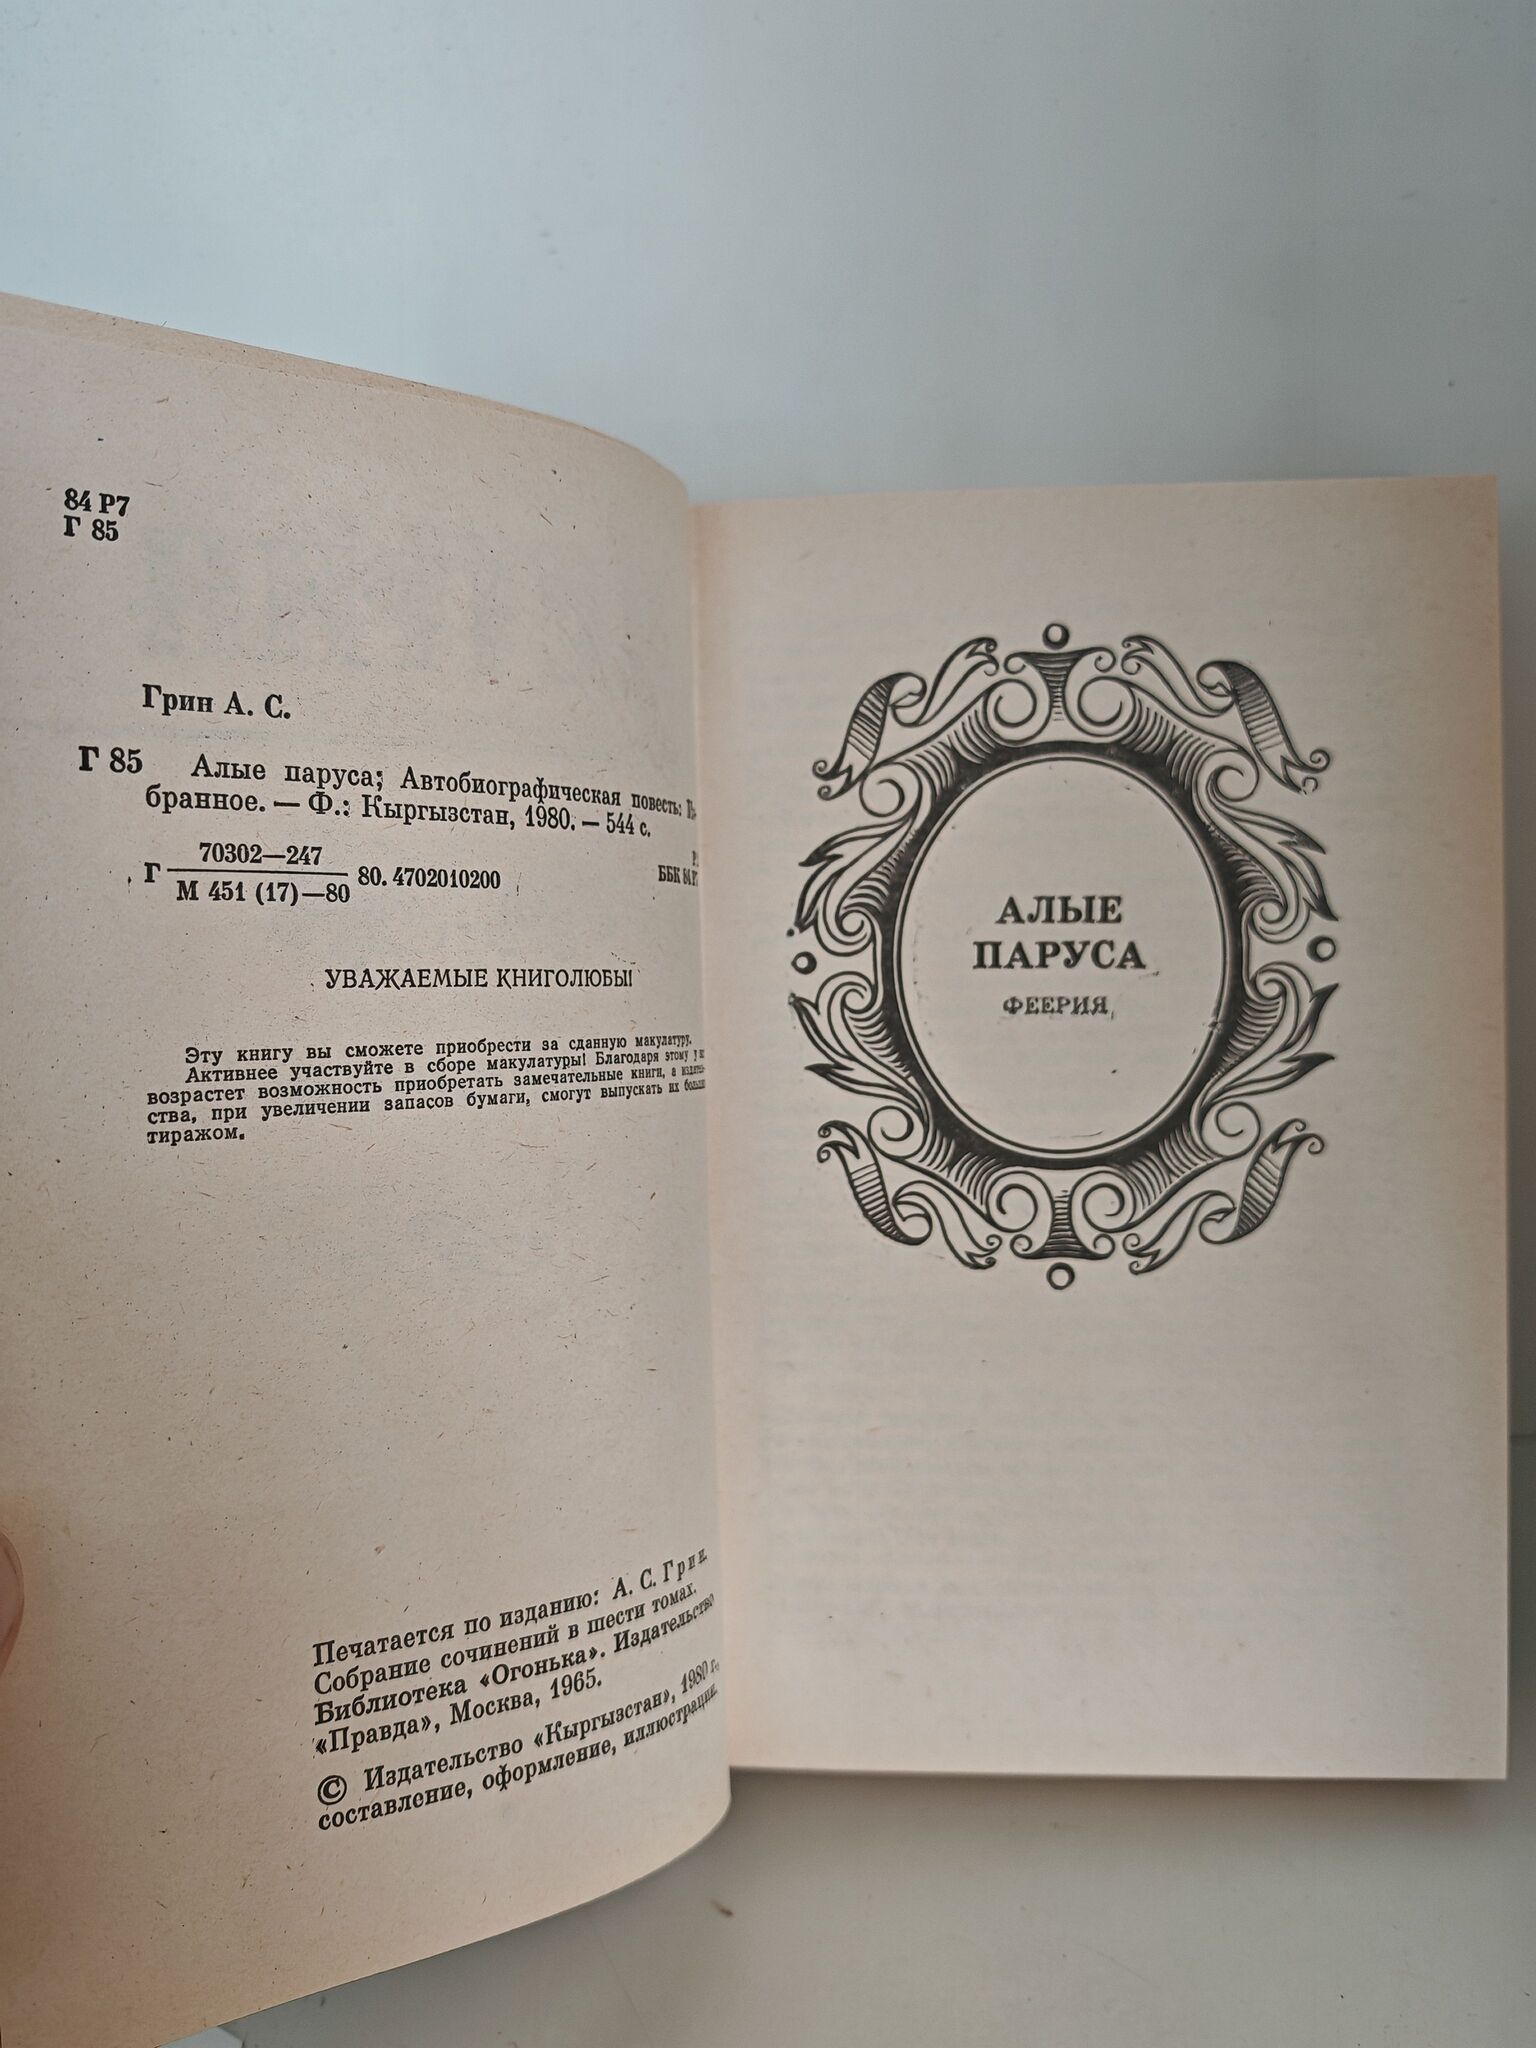 84 Р7
Г 85
Грин А. С.
Г 85 Алые паруса; Автобиографическая повесть:
бранное. — Ф.: Кыргызстан, 1980. — 544 с.
Г 70302—247
М 451 (17)—80 80. 4702010200
ББК 84
УВАЖАЕМЫЕ КНИГОЛЮБЫ!
Эту книгу вы сможете приобрести за сданную макулатуру.
Активнее участвуйте в сборе макулатуры! Благодаря этому у
возрастет возможность приобретать замечательные книги, а
ства, при увеличении запасов бумаги, смогут выпускать их
тиражом.
Печатается по изданию: А. С. Грин.
Собрание сочинений в шести томах.
Библиотека «Огонька». Издательство
«Правда», Москва, 1965.
© Издательство «Кыргызстан», 1980 г.,
составление, оформление, иллюстрации.
АЛЫЕ
ПАРУСА
ФЕЕРИЯ